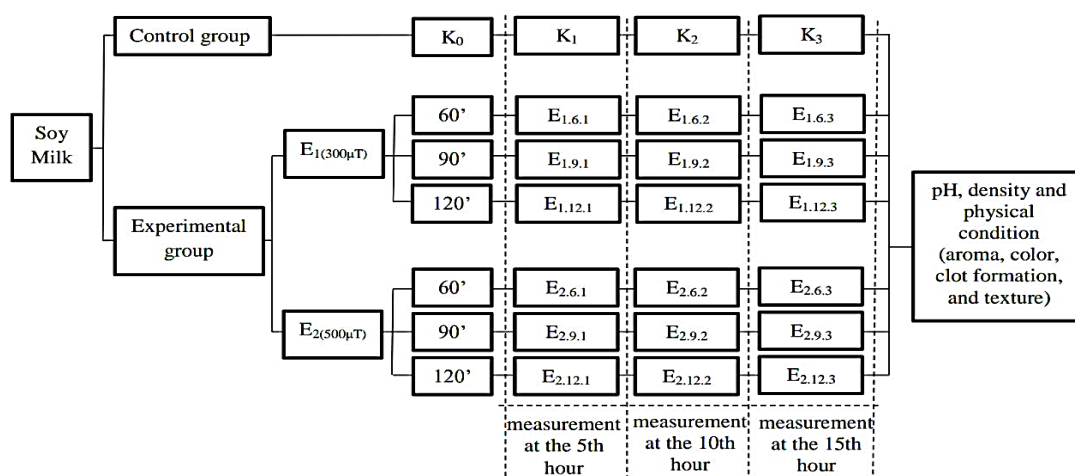 Control group
K₀
K₁
K₂
K₃
Soy
Milk
Experimental
group
E₁₍₃₀₀µT₎
60’
E₁.₆.₁
E₁.₆.₂
E₁.₆.₃
90’
E₁.₉.₁
E₁.₉.₂
E₁.₉.₃
120’
E₁.₁₂.₁
E₁.₁₂.₂
E₁.₁₂.₃
E₂₍₅₀₀µT₎
60’
E₂.₆.₁
E₂.₆.₂
E₂.₆.₃
90’
E₂.₉.₁
E₂.₉.₂
E₂.₉.₃
120’
E₂.₁₂.₁
E₂.₁₂.₂
E₂.₁₂.₃
pH, density and
physical
condition
(aroma, color,
clot formation,
and texture)
measurement
at the 5th
hour
measurement
at the 10th
hour
measurement
at the 15th
hour